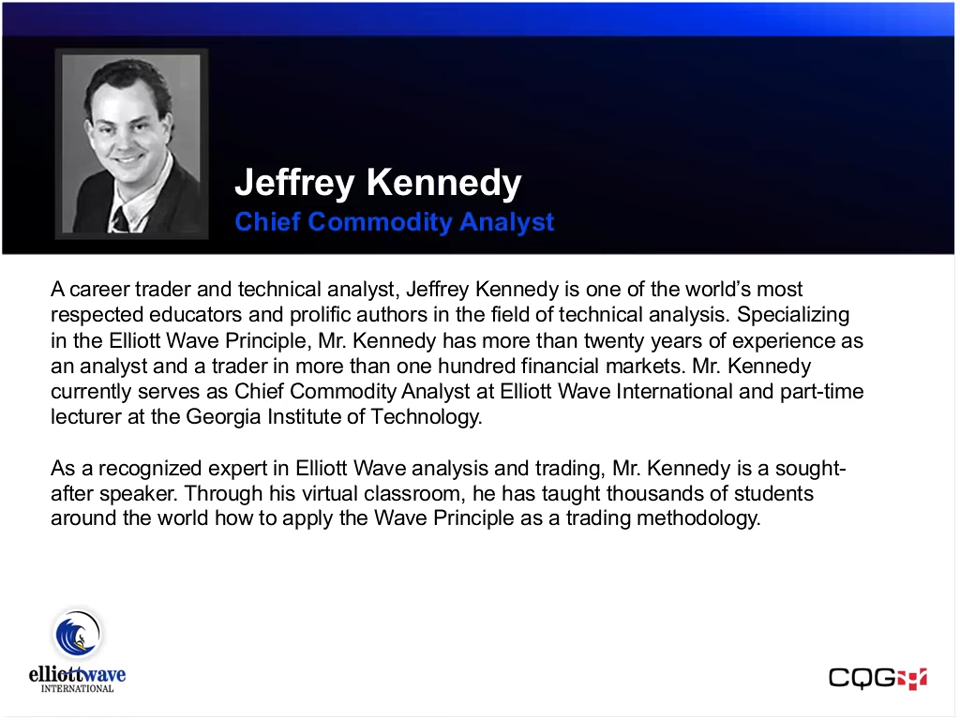 Jeffrey Kennedy
Chief Commodity Analyst
A career trader and technical analyst, Jeffrey Kennedy is one of the world’s most
respected educators and prolific authors in the field of technical analysis. Specializing
in the Elliott Wave Principle, Mr. Kennedy has more than twenty years of experience as
an analyst and a trader in more than one hundred financial markets. Mr. Kennedy
currently serves as Chief Commodity Analyst at Elliott Wave International and part-time
lecturer at the Georgia Institute of Technology.
As a recognized expert in Elliott Wave analysis and trading, Mr. Kennedy is a sought-
after speaker. Through his virtual classroom, he has taught thousands of students
around the world how to apply the Wave Principle as a trading methodology.
elliottwave
INTERNATIONAL
CQG